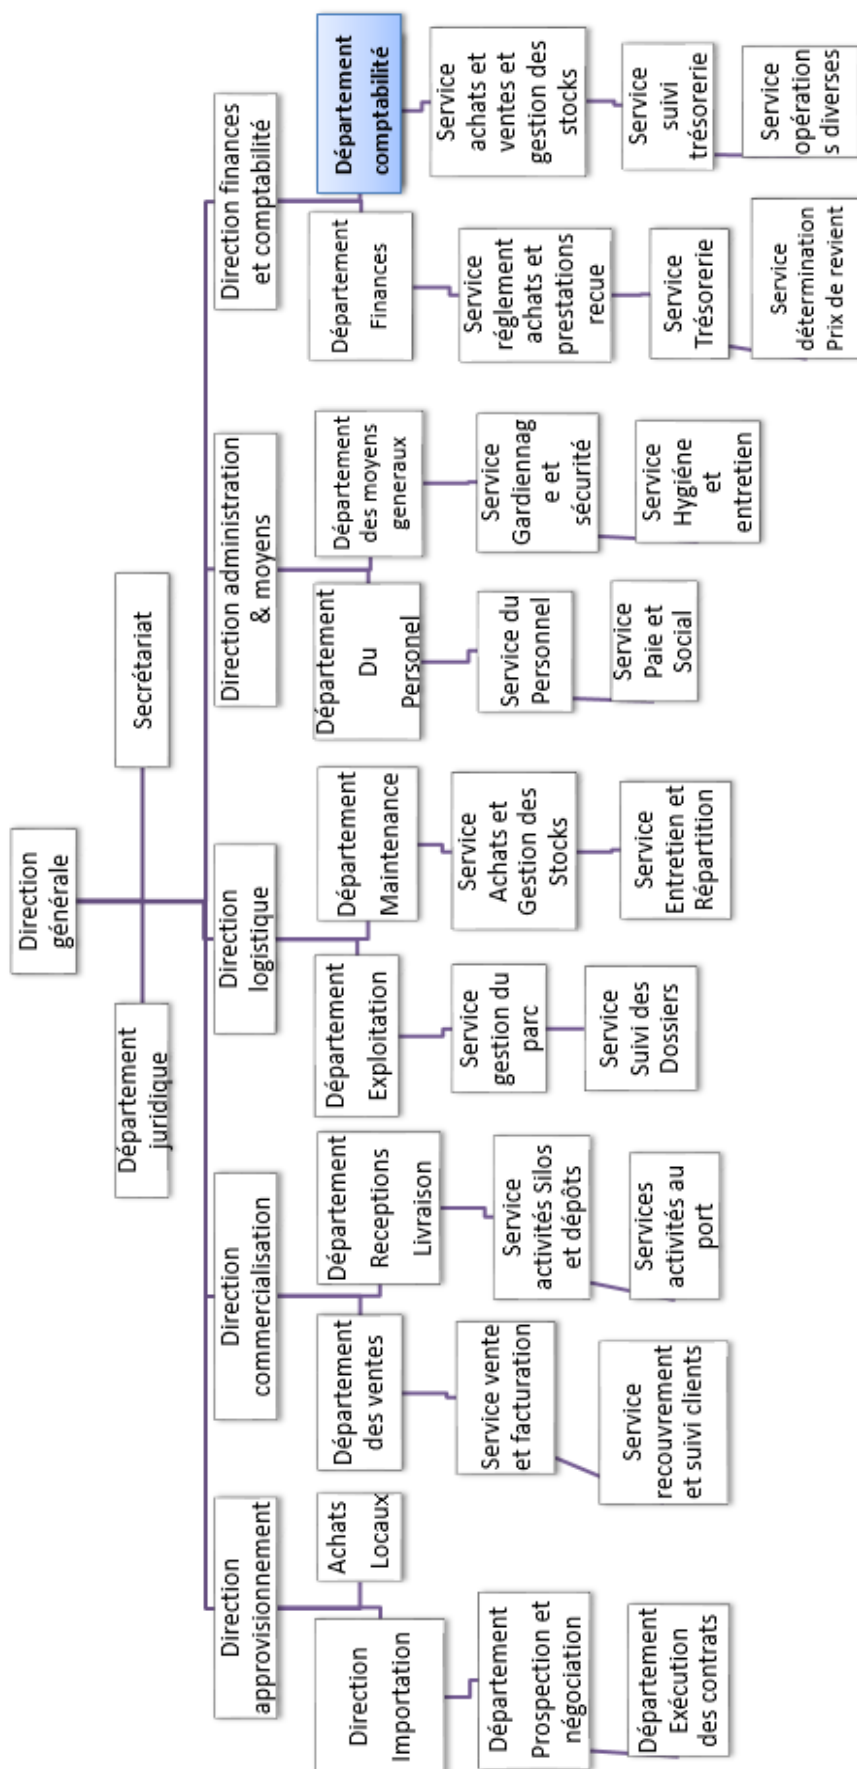 Direction
générale
Département
juridique
Secrétariat
Direction
approvisionnement
Direction
commercialisation
Direction
logistique
Direction administration
& moyens
Direction finances
et comptabilité
Direction
Importation
Achats
Locaux
Département
des ventes
Département
Receptions
Livraison
Département
Exploitation
Département
Maintenance
Département
Du
Personel
Département
des moyens
generaux
Département
Finances
Département
comptabilité
Département
Prospection et
négociation
Service vente
et facturation
Service
activités Silos
et dépôts
Service
gestion du
parc
Service
Achats et
Gestion des
Stocks
Service du
Personnel
Service
Gardiennag
e et
sécurité
Service
réglement
achats et
prestations
recue
Service
achats et
ventes et
gestion des
stocks
Département
Exécution
des contrats
Service
recouvrement
et suivi clients
Services
activités au
port
Service
Suivi des
Dossiers
Service
Entretien et
Répartition
Service
Paie et
Social
Service
Hygiéne
et
entretien
Service
Trésorerie
Service
suivi
trésorerie
Service
détermination
Prix de revient
Service
opération
s diverses